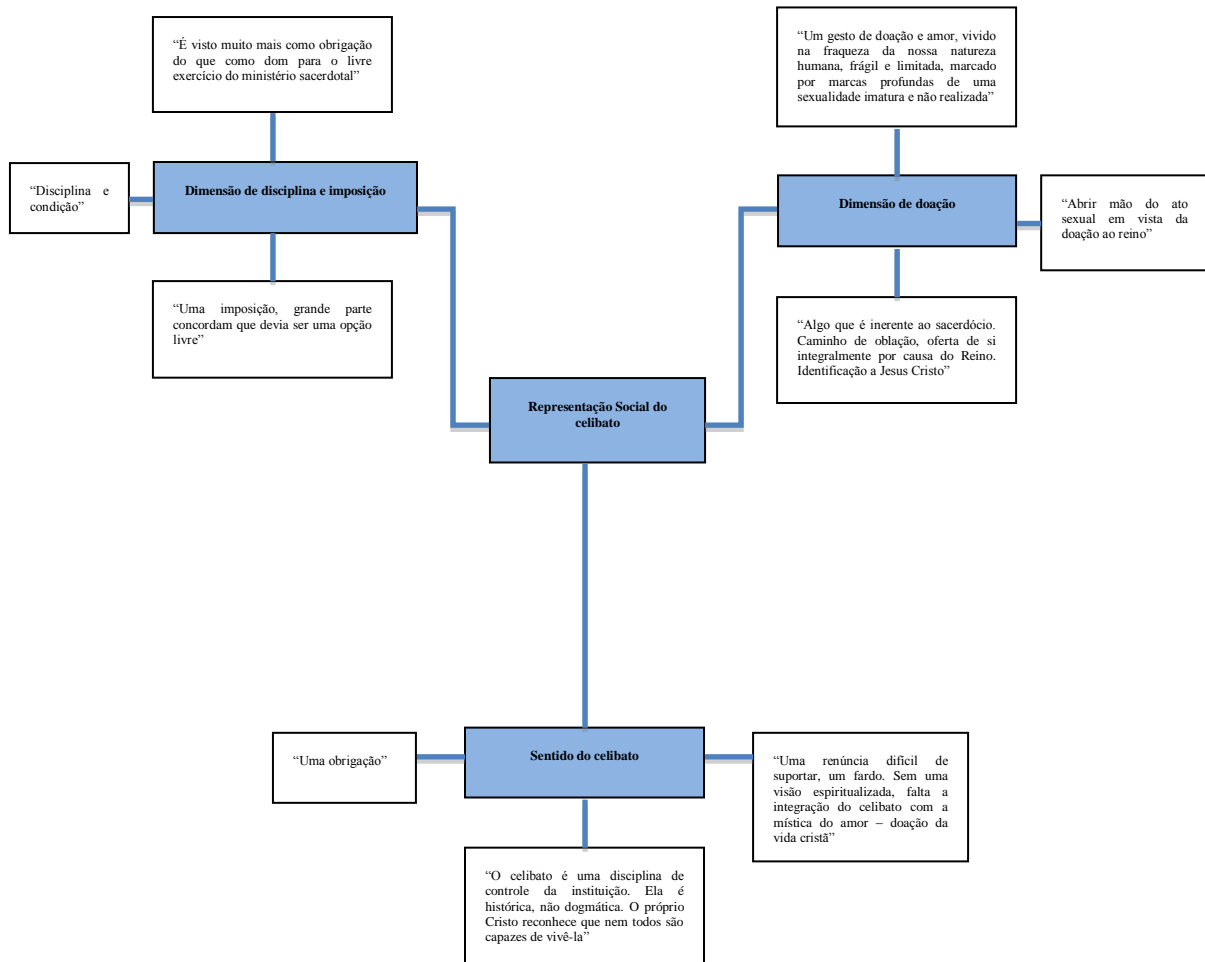 “É visto muito mais como obrigação
do que como dom para o livre
exercício do ministério sacerdotal”
“Um gesto de doação e amor, vivido
na fraqueza da nossa natureza
humana, frágil e limitada, marcado
por marcas profundas de uma
sexualidade imatura e não realizada”
“Disciplina e
condição”
Dimensão de disciplina e imposição
Dimensão de doação
“Abrir mão do ato
sexual em vista da
doação ao reino”
“Uma imposição, grande parte
concordam que devia ser uma opção
livre”
“Algo que é inerente ao sacerdócio.
Caminho de oblação, oferta de si
integralmente por causa do Reino.
Identificação a Jesus Cristo”
Representação Social do
celibato
“Uma obrigação”
Sentido do celibato
“Uma renúncia difícil de
suportar, um fardo. Sem uma
visão espiritualizada, falta a
integração do celibato com a
mística do amor – doação da
vida cristã”
“O celibato é uma disciplina de
controle da instituição. Ela é
histórica, não dogmática. O próprio
Cristo reconhece que nem todos são
capazes de vivê-la”